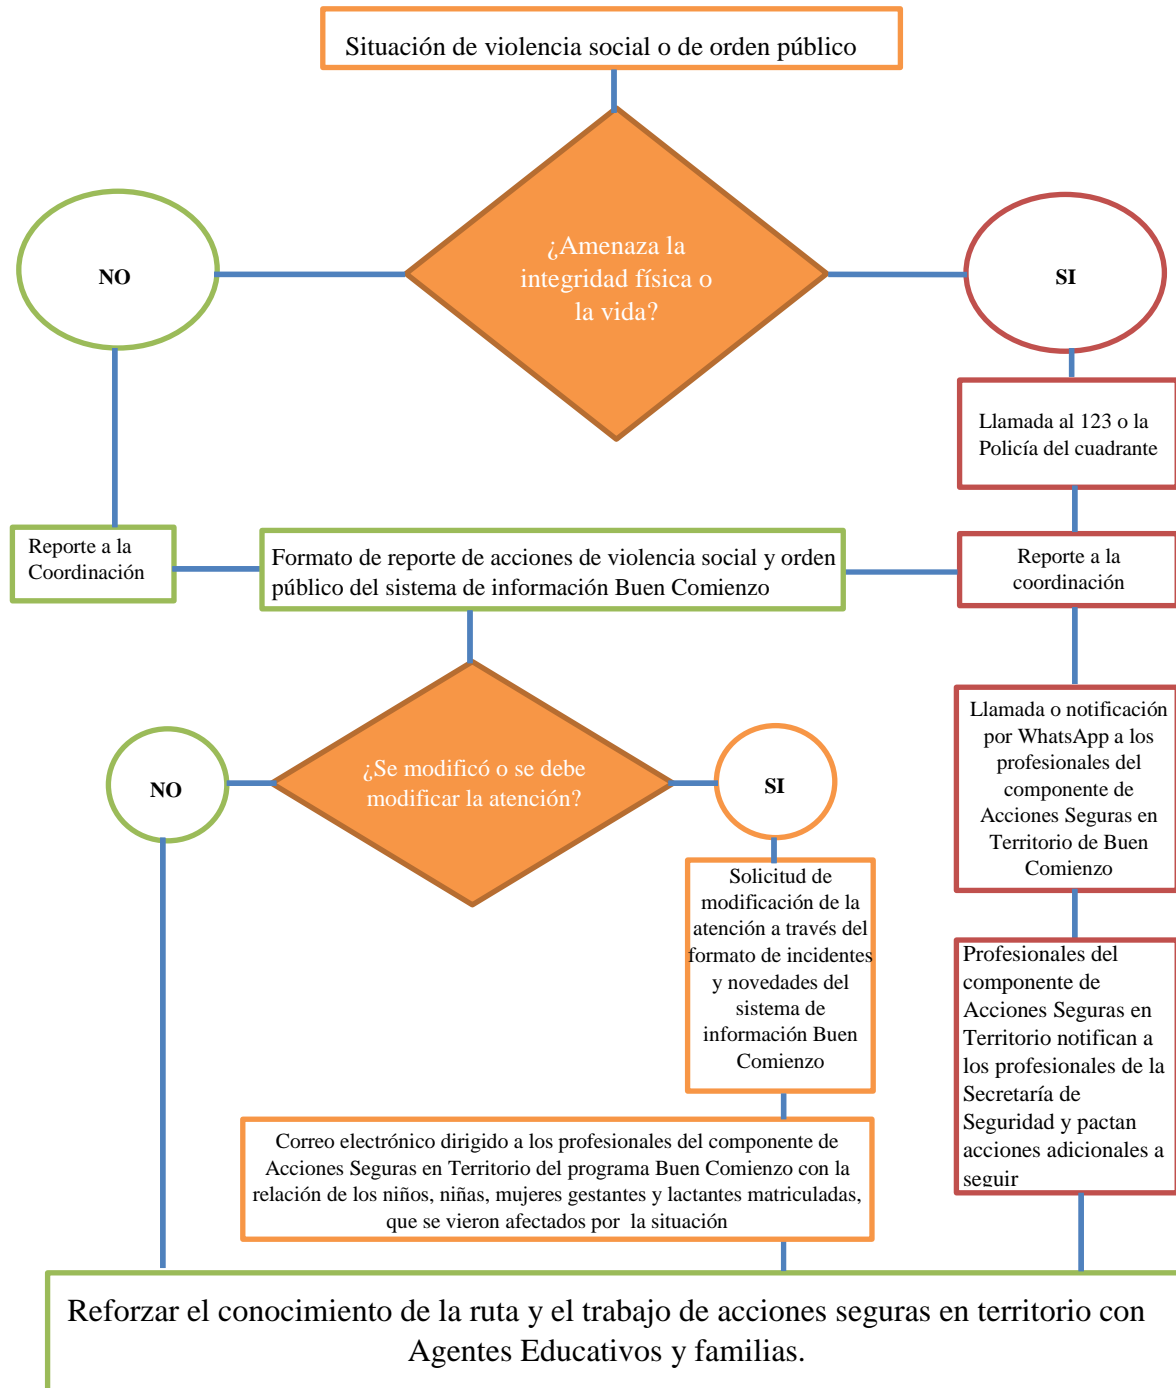 Situación de violencia social o de orden público
¿Amenaza la
integridad física o
la vida?
NO
SI
Llamada al 123 o la
Policía del cuadrante
Reporte a la
Coordinación
Formato de reporte de acciones de violencia social y orden
público del sistema de información Buen Comienzo
Reporte a la
coordinación
¿Se modificó o se debe
modificar la atención?
NO
SI
Llamada o notificación
por WhatsApp a los
profesionales del
componente de
Acciones Seguras en
Territorio de Buen
Comienzo
Solicitud de
modificación de la
atención a través del
formato de incidentes
y novedades del
sistema de
información Buen
Comienzo
Profesionales del
componente de
Acciones Seguras en
Territorio notifican a
los profesionales de la
Secretaría de
Seguridad y pactan
acciones adicionales a
seguir
Correo electrónico dirigido a los profesionales del componente de
Acciones Seguras en Territorio del programa Buen Comienzo con la
relación de los niños, niñas, mujeres gestantes y lactantes matriculadas,
que se vieron afectados por la situación
Reforzar el conocimiento de la ruta y el trabajo de acciones seguras en territorio con
Agentes Educativos y familias.